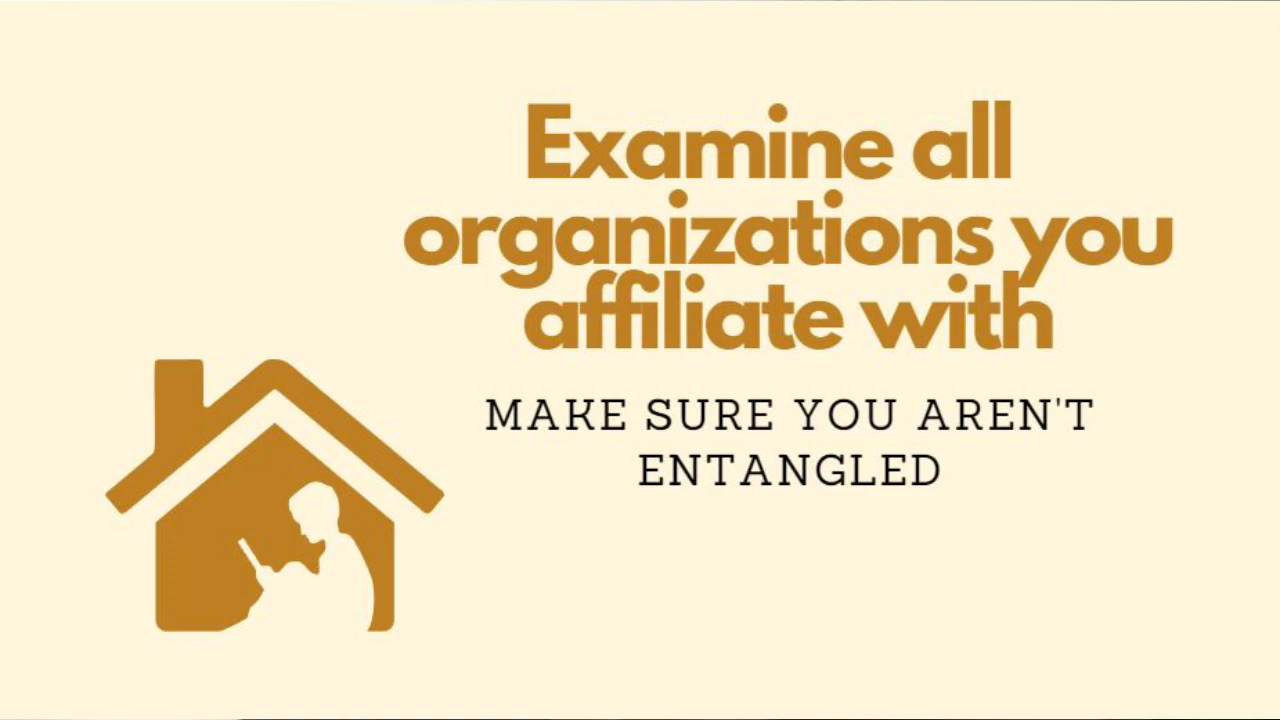 Examine all
organizations you
affiliate with
MAKE SURE YOU AREN'T
ENTANGLED